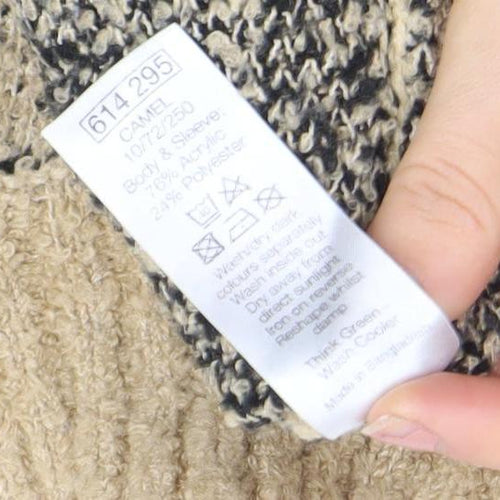 614 295
CAMEL
10/72/250
Body & Sleeve:
76% Acrylic
24% Polyester
40
Wash/dry dark
colours separately
Wash inside out
Dry away from
direct sunlight
Iron on reverse
Reshape whilst
damp
Think Green
Wash Cooler
Made in Bangladesh